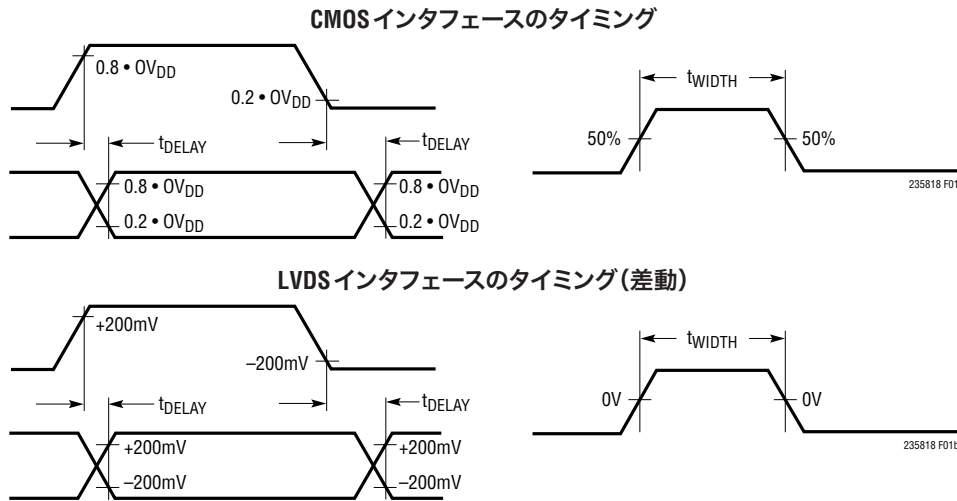 CMOSインタフェースのタイミング
0.8 • OVDD
0.2 • OVDD
tDELAY
tDELAY
0.8 • OVDD
0.2 • OVDD
0.8 • OVDD
0.2 • OVDD
tWIDTH
50%
50%
235818 F01
LVDSインタフェースのタイミング（差動）
+200mV
–200mV
tDELAY
tDELAY
+200mV
–200mV
+200mV
–200mV
tWIDTH
0V
0V
235818 F01b